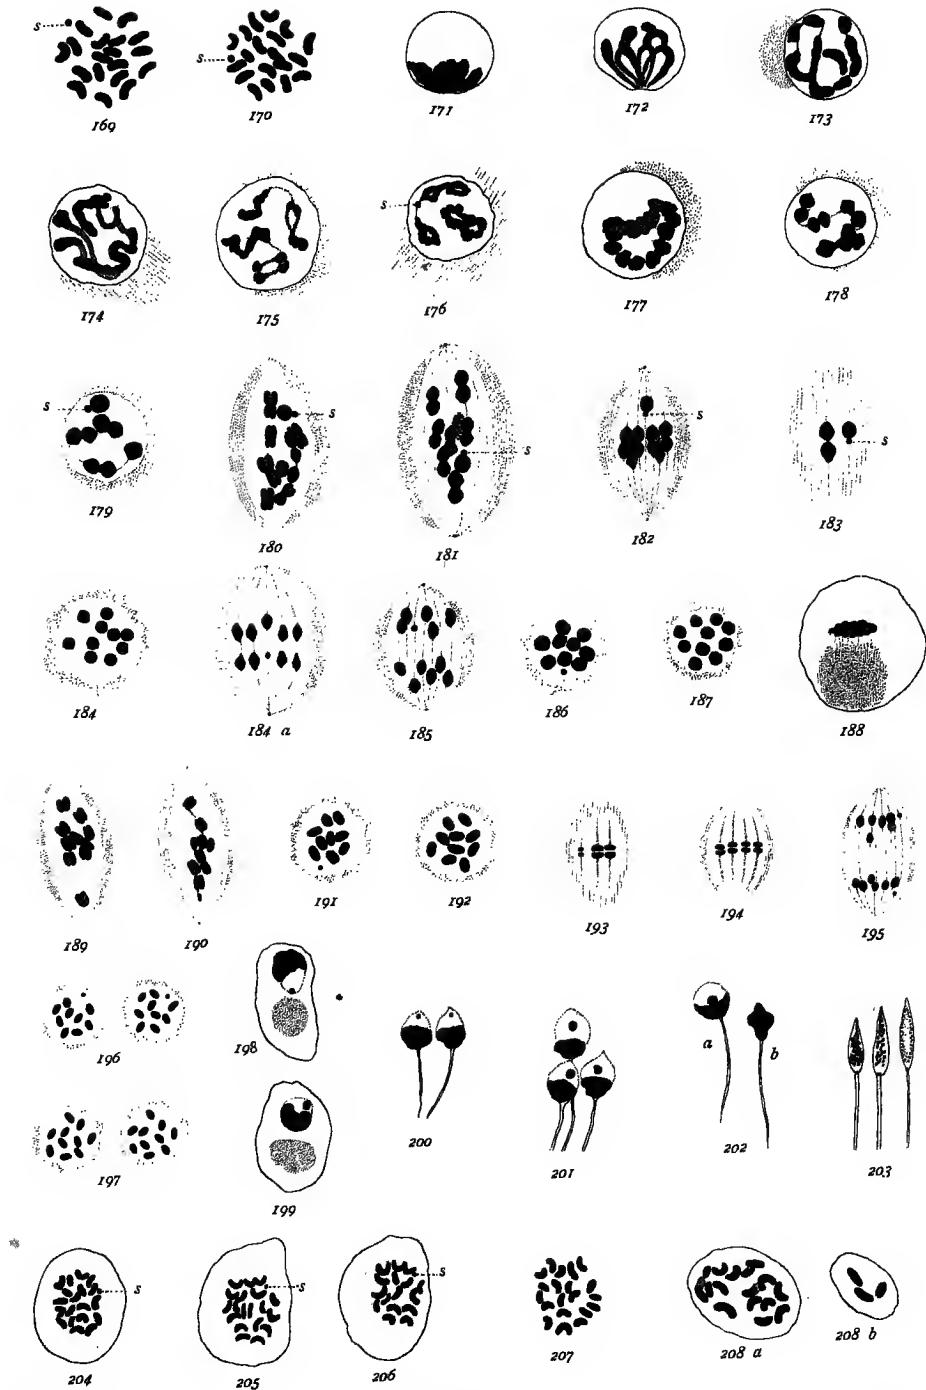 s s
169 170 171 172 173
s
174 175 176 177 178
s s s s s
179 180 181 182 183
184 184 a 185 186 187 188
189 190 191 192 193 194 195
196 198 200 201 a b 202 203
197 199
s s s
204 205 206 207 208 a 208 b